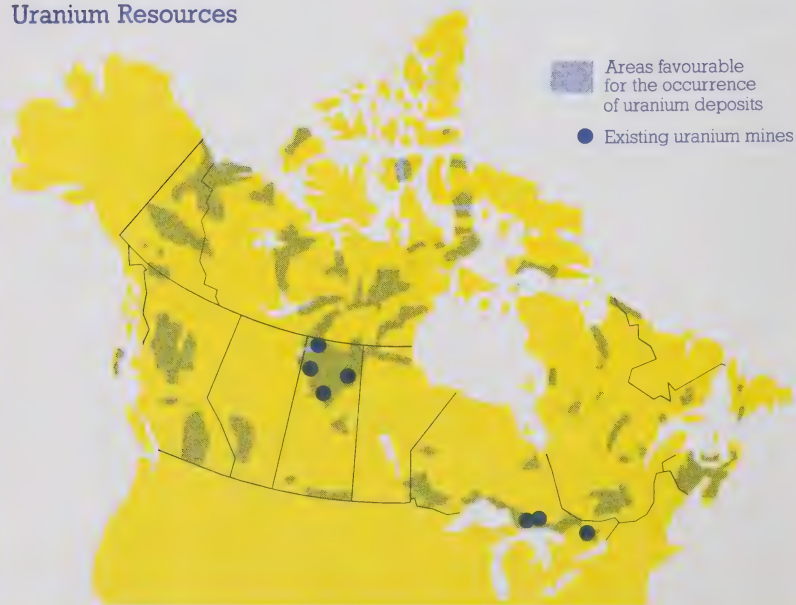 Uranium Resources
Areas favourable
for the occurrence
of uranium deposits
Existing uranium mines